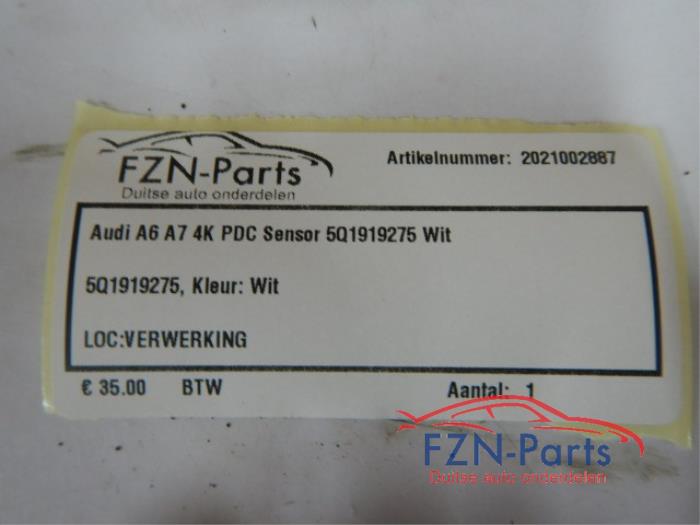 FZN-Parts
Duitse auto onderdelen
Artikelnummer: 2021002887
Audi A6 A7 4K PDC Sensor 5Q1919275 Wit
5Q1919275, Kleur: Wit
LOC:VERWERKING
€ 35.00 BTW Aantal: 1
FZN-Parts
Duitse auto onderdelen